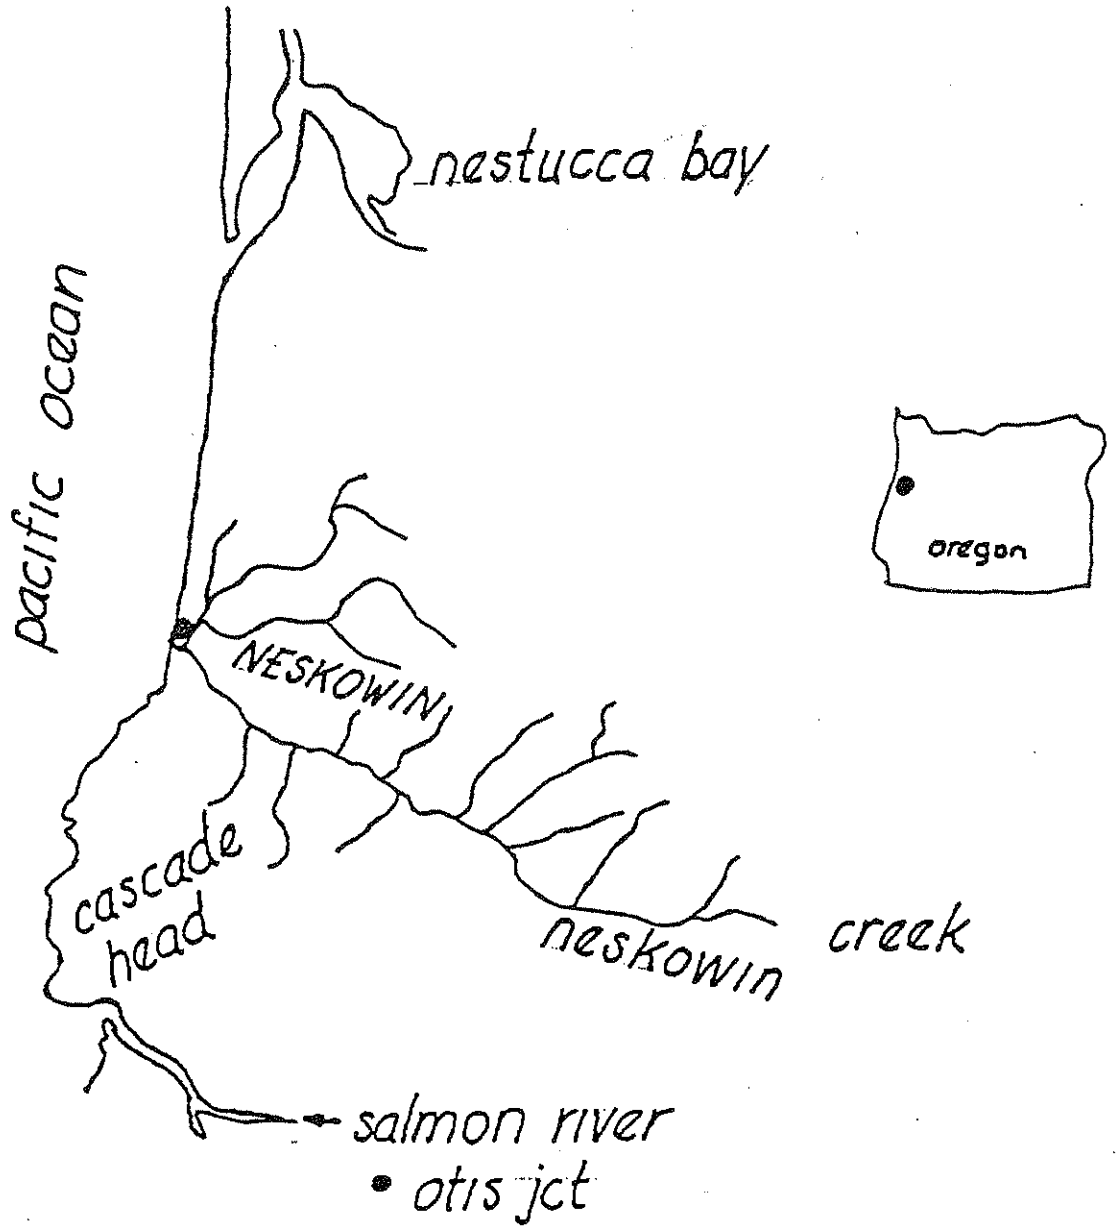 nestucca bay
pacific ocean
oregon
NESKOWIN
cascade
head
neskowin creek
salmon river
otis jct